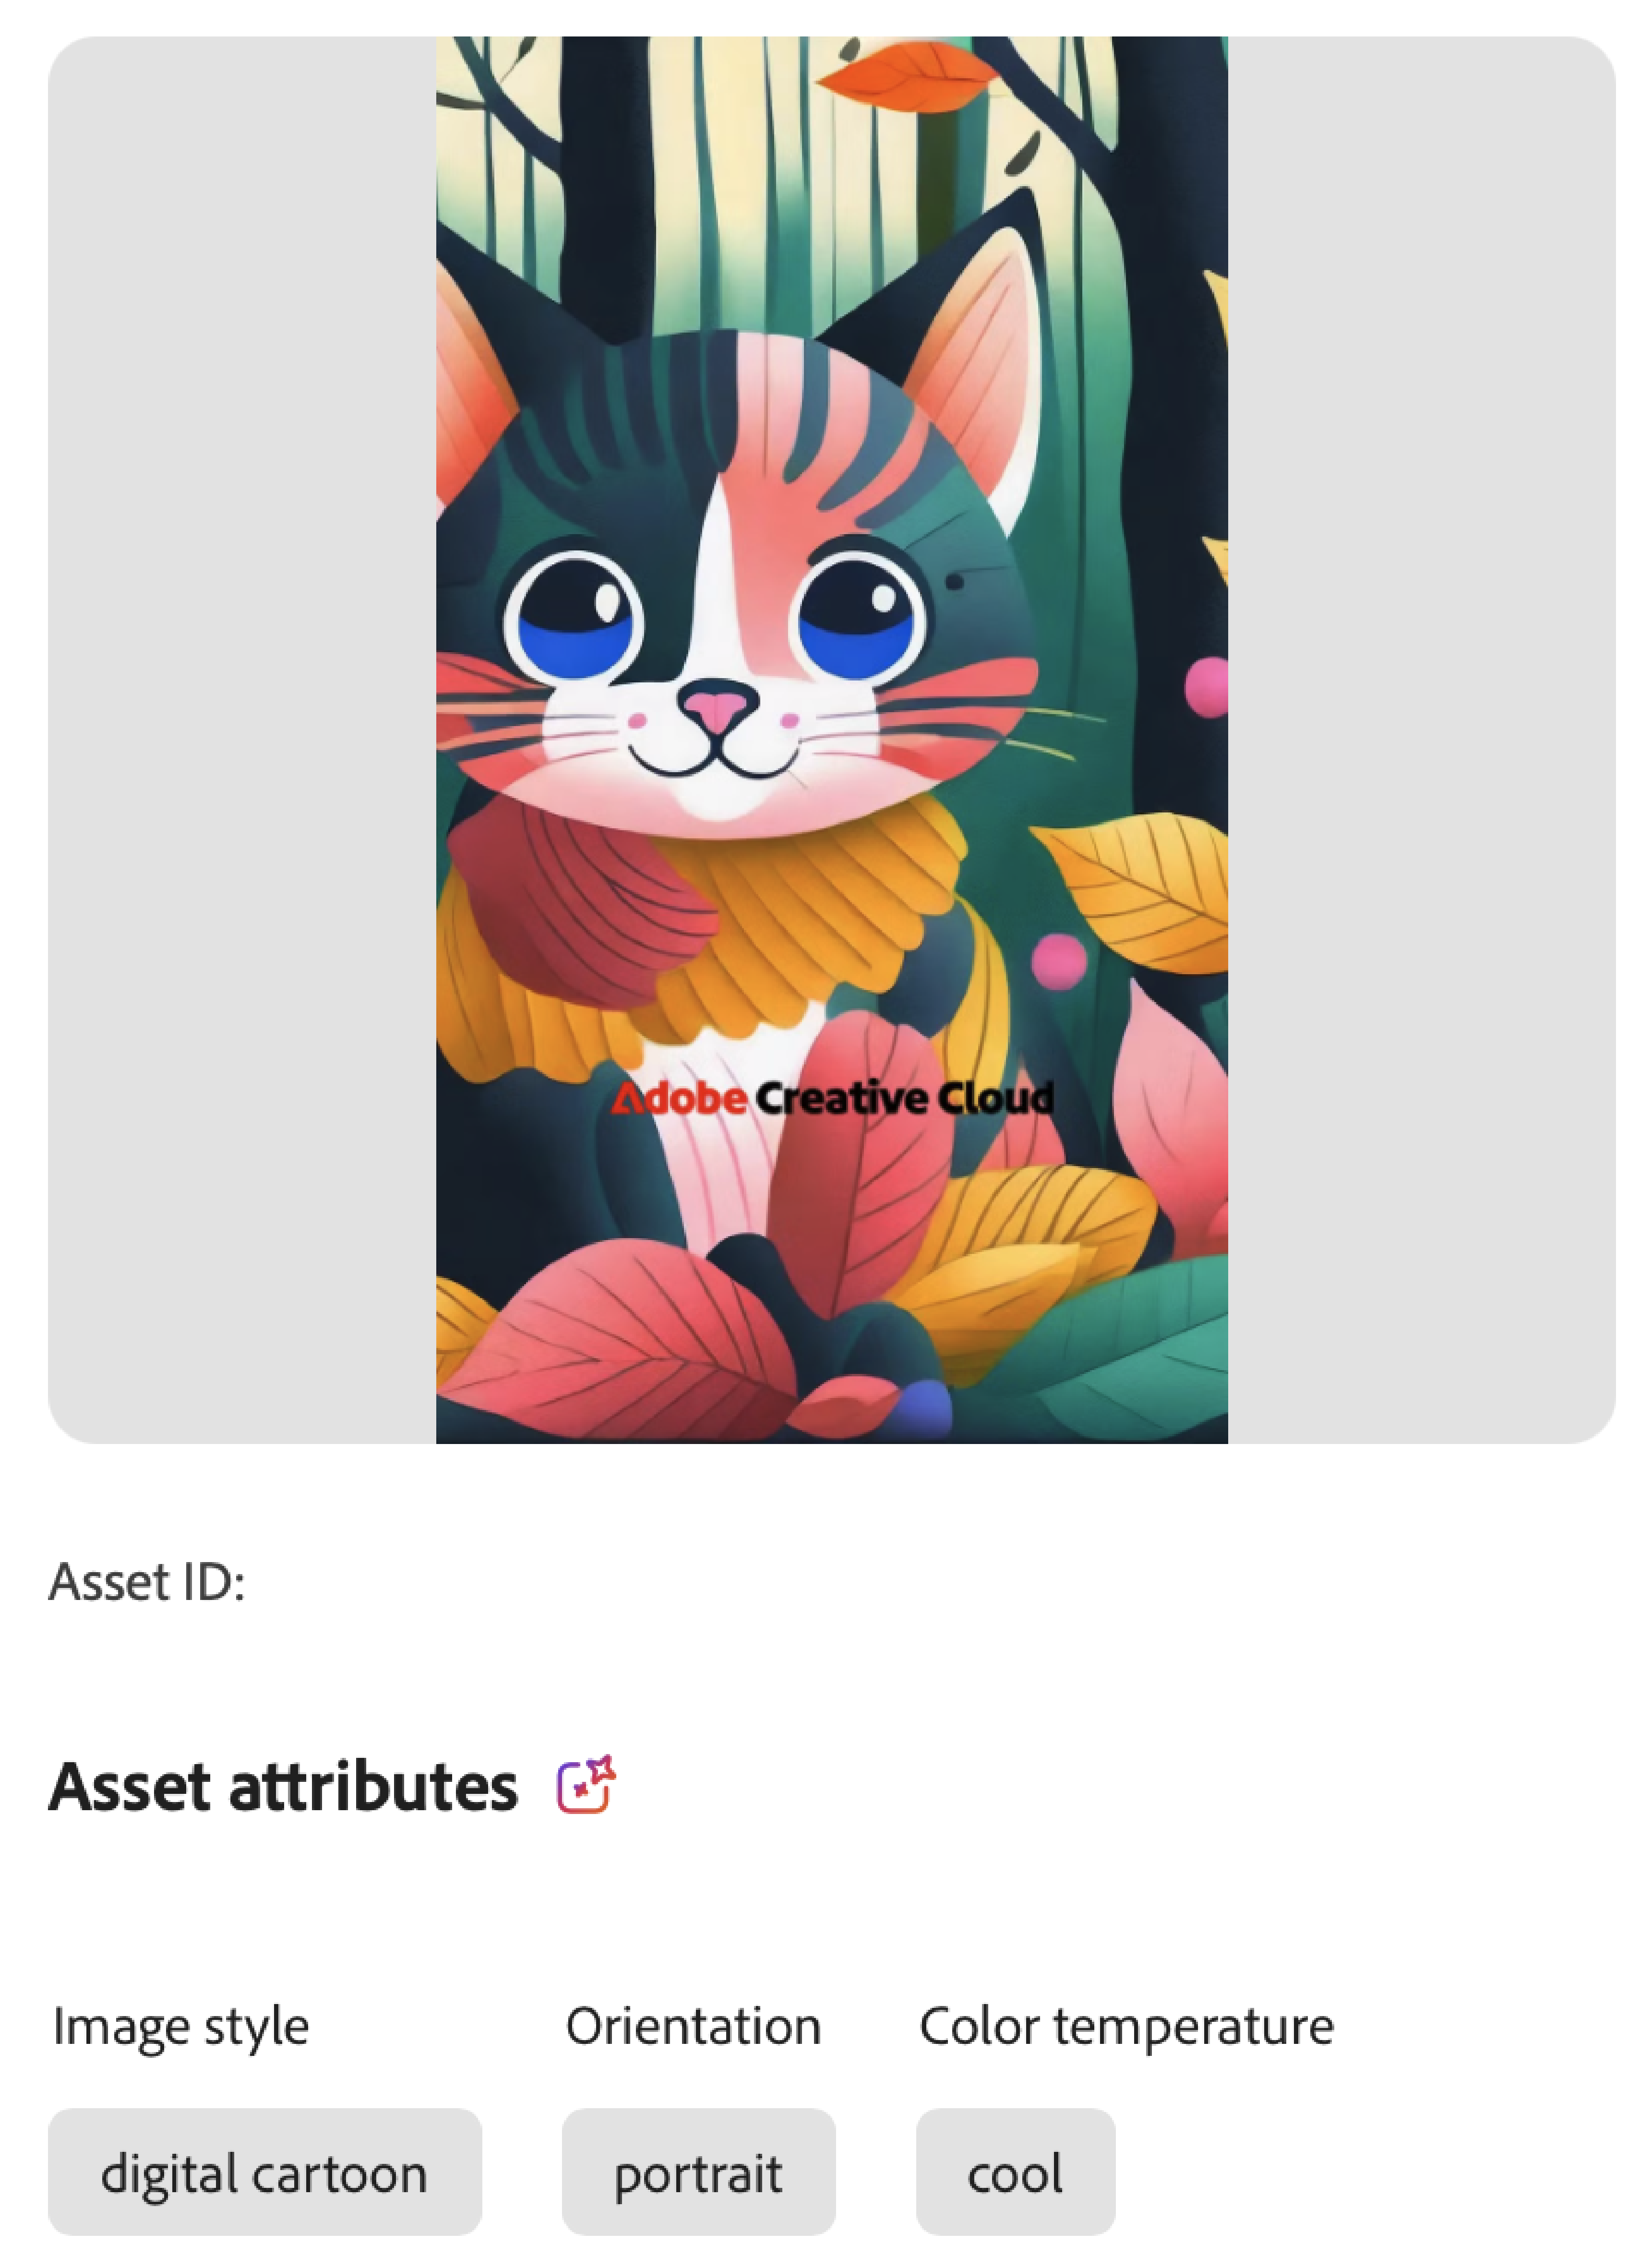 Adobe Creative Cloud
Asset ID:
Asset attributes
Image style
Orientation
Color temperature
digital cartoon
portrait
cool